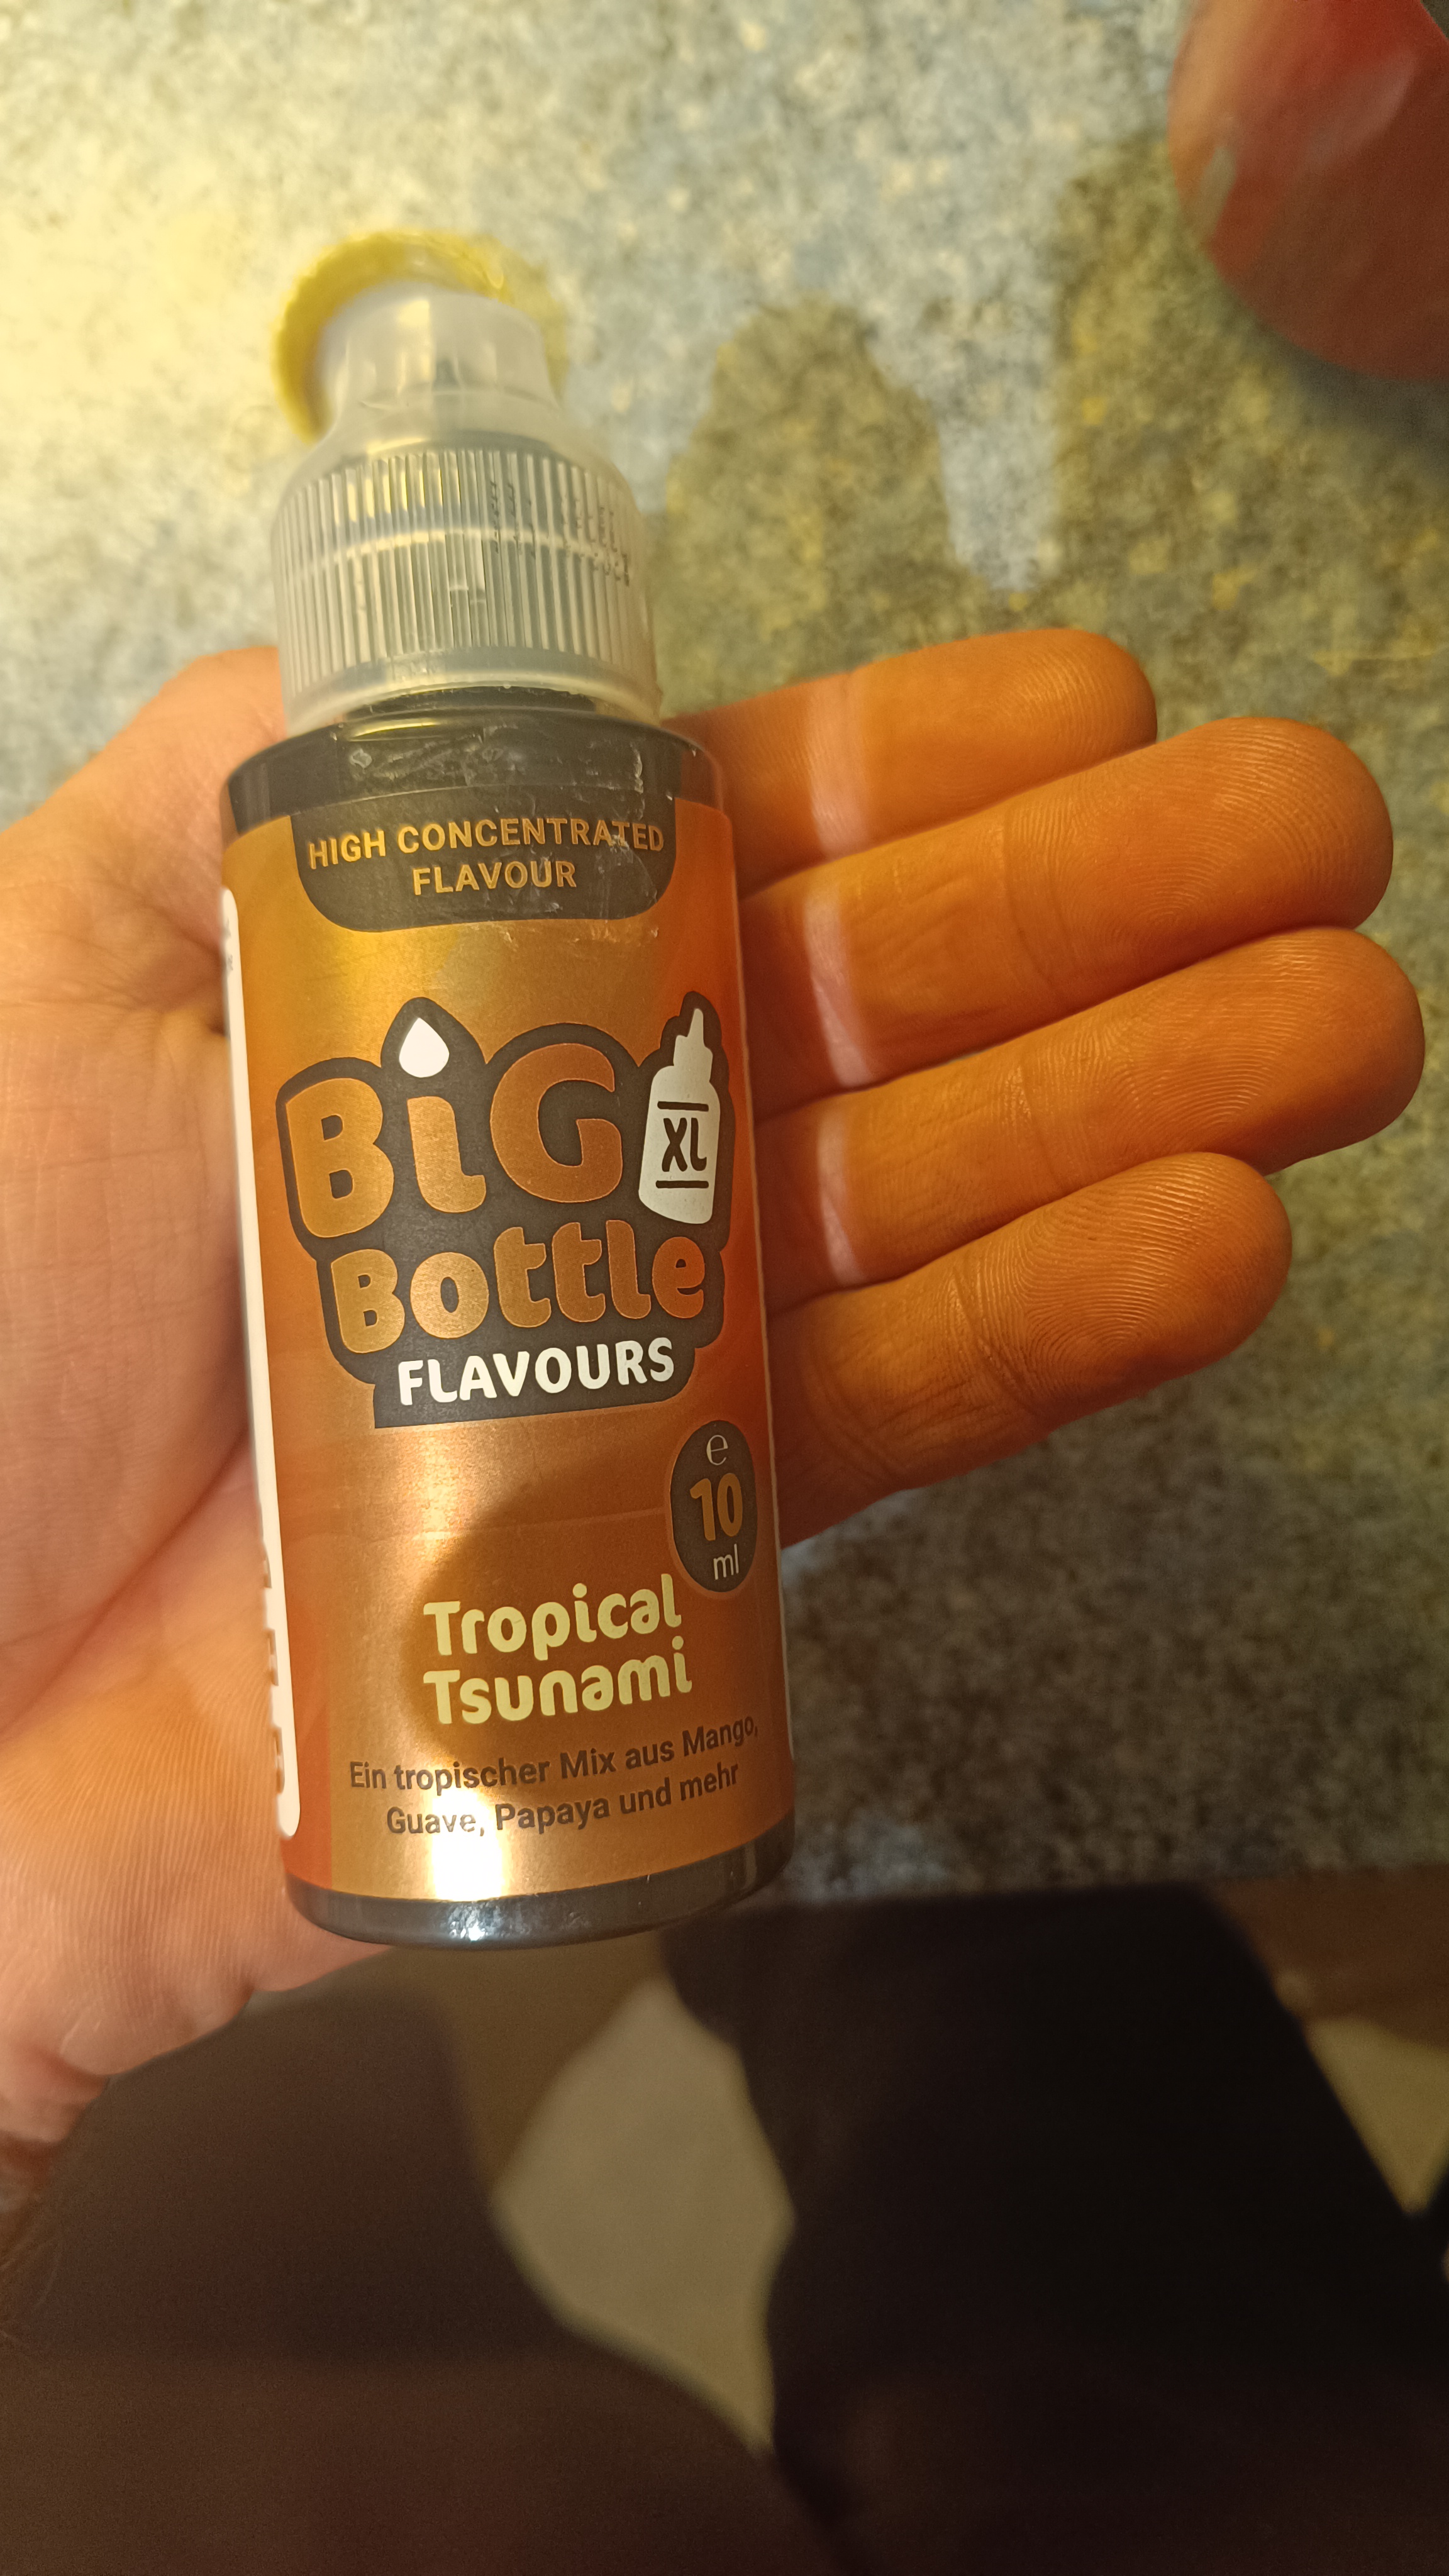 HIGH CONCENTRATED
FLAVOUR
BiG
XL
Bottle
FLAVOURS
e
10
ml
Tropical
Tsunami
Ein tropischer Mix aus Mango,
Guave, Papaya und mehr